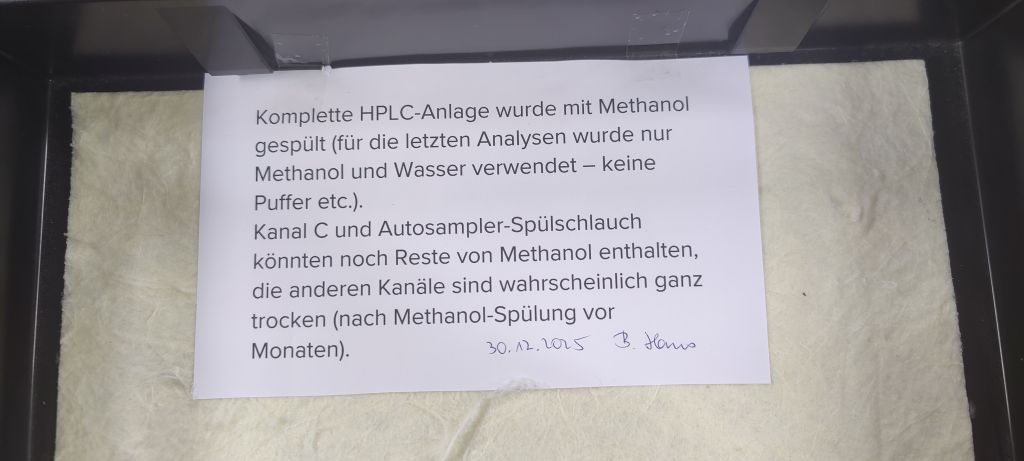 Komplette HPLC-Anlage wurde mit Methanol
gespült (für die letzten Analysen wurde nur
Methanol und Wasser verwendet – keine
Puffer etc.).
Kanal C und Autosampler-Spülschlauch
könnten noch Reste von Methanol enthalten,
die anderen Kanäle sind wahrscheinlich ganz
trocken (nach Methanol-Spülung vor
Monaten).
30.12.2025 B.